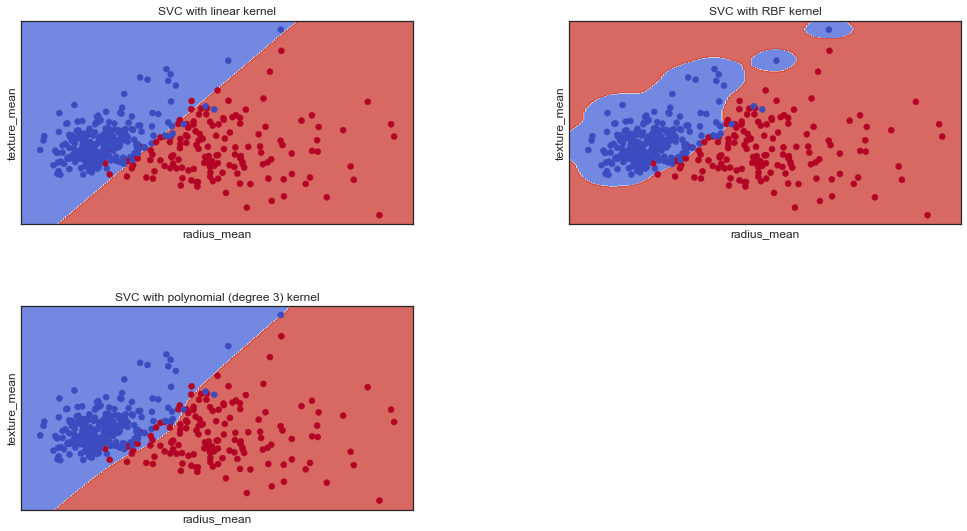 SVC with linear kernel
texture_mean
radius_mean
SVC with RBF kernel
texture_mean
radius_mean
SVC with polynomial (degree 3) kernel
texture_mean
radius_mean